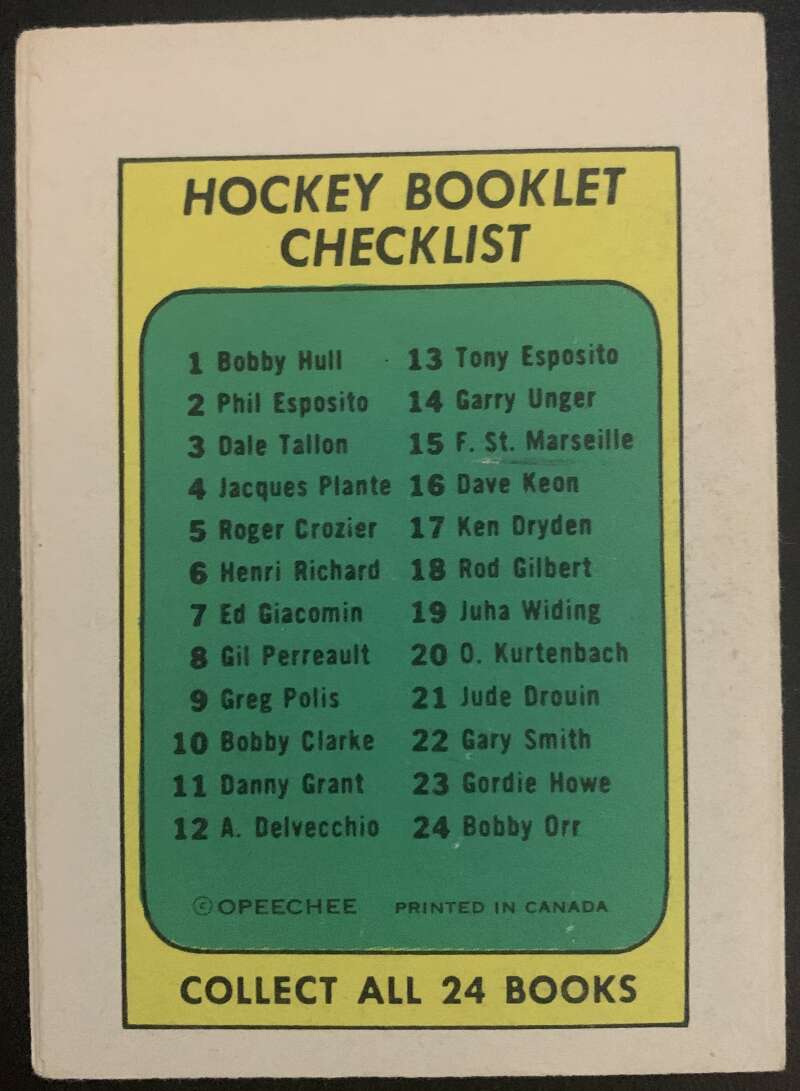 HOCKEY BOOKLET
CHECKLIST
1 Bobby Hull
2 Phil Esposito
3 Dale Tallon
4 Jacques Plante
5 Roger Crozier
6 Henri Richard
7 Ed Giacomin
8 Gil Perreault
9 Greg Polis
10 Bobby Clarke
11 Danny Grant
12 A. Delvecchio
13 Tony Esposito
14 Garry Unger
15 F. St. Marseille
16 Dave Keon
17 Ken Dryden
18 Rod Gilbert
19 Juha Widing
20 O. Kurtenbach
21 Jude Drouin
22 Gary Smith
23 Gordie Howe
24 Bobby Orr
©OPEECHEE PRINTED IN CANADA
COLLECT ALL 24 BOOKS